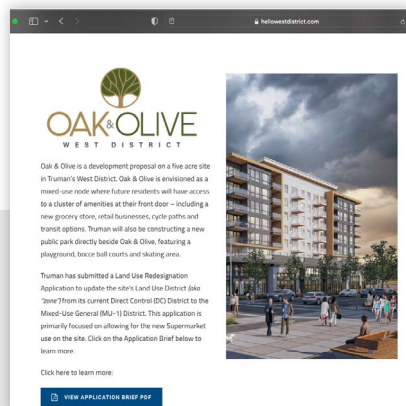 hellowestdistrict.com
OAK & OLIVE
WEST DISTRICT
Oak & Olive is a development proposal on a five acre site
in Truman's West District. Oak & Olive is envisioned as a
mixed-use node where future residents will have access
to a cluster of amenities at their front door – including a
new grocery store, retail businesses, cycle paths and
transit options. Truman will also be constructing a new
public park directly beside Oak & Olive, featuring a
playground, bocce ball courts and skating area.
Truman has submitted a Land Use Redesignation
Application to update the site's Land Use District (aka
"zone") from its current Direct Control (DC) District to the
Mixed-Use General (MU-1) District. This application is
primarily focused on allowing for the new Supermarket
use on the site. Click on the Application Brief below to
learn more.
Click here to learn more:
VIEW APPLICATION BRIEF PDF